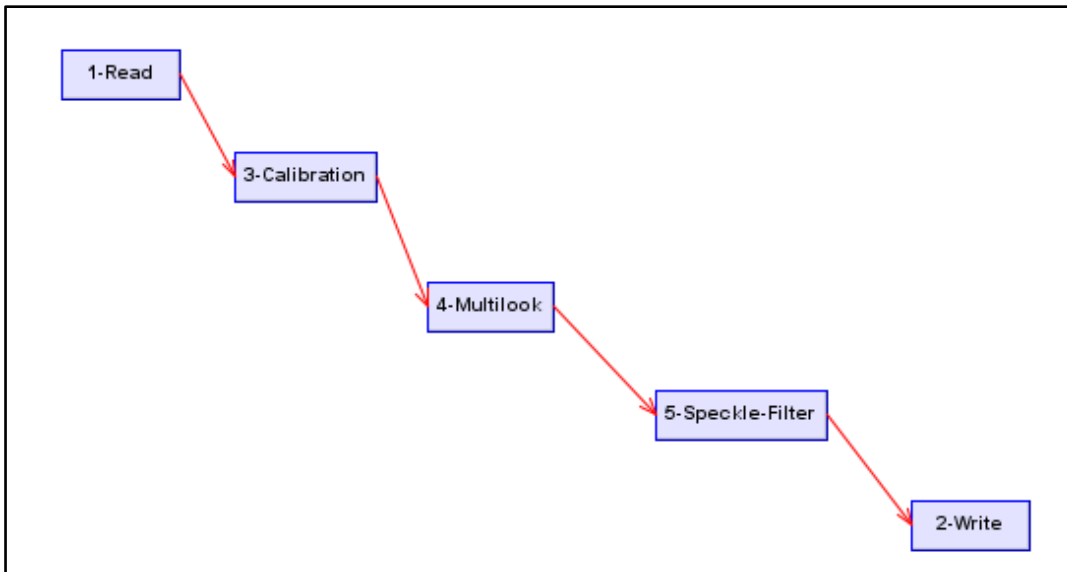 1-Read
3-Calibration
4-Multilook
5-Speckle-Filter
2-Write